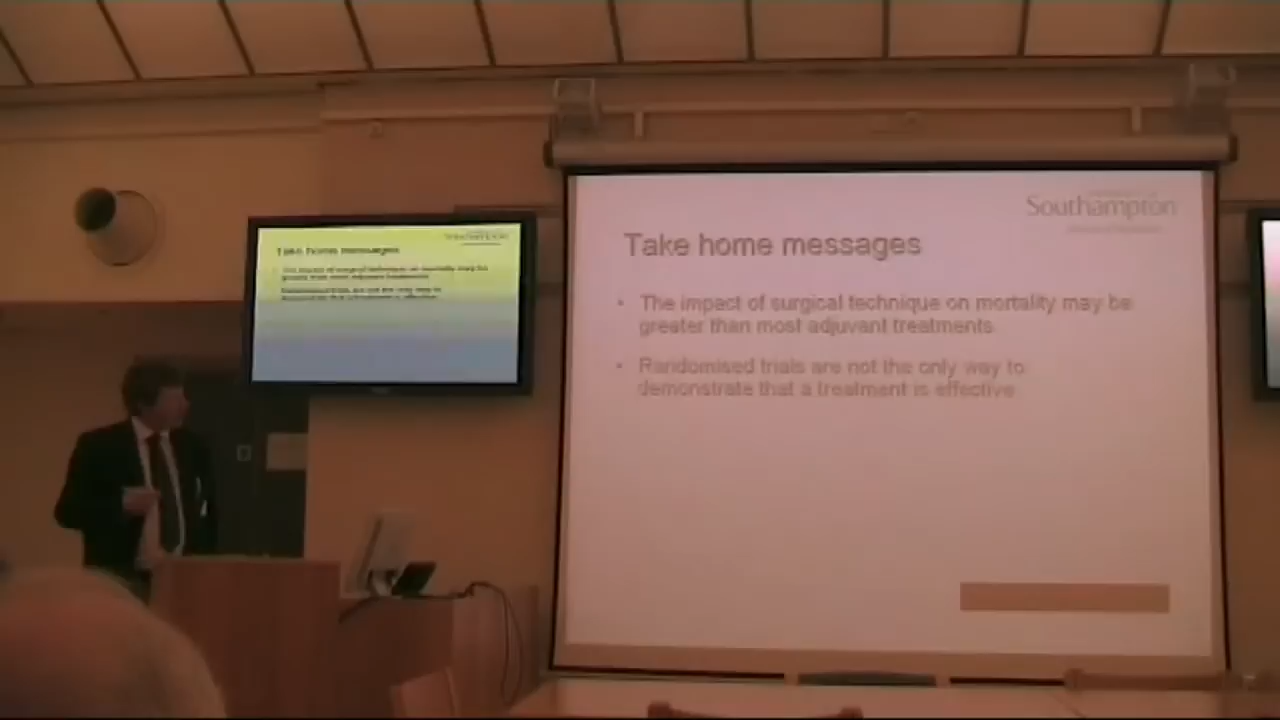 Southampton
Take home messages
• The impact of surgical technique on mortality may be
greater than most adjuvant treatments
• Randomised trials are not the only way to
demonstrate that a treatment is effective
Take home messages